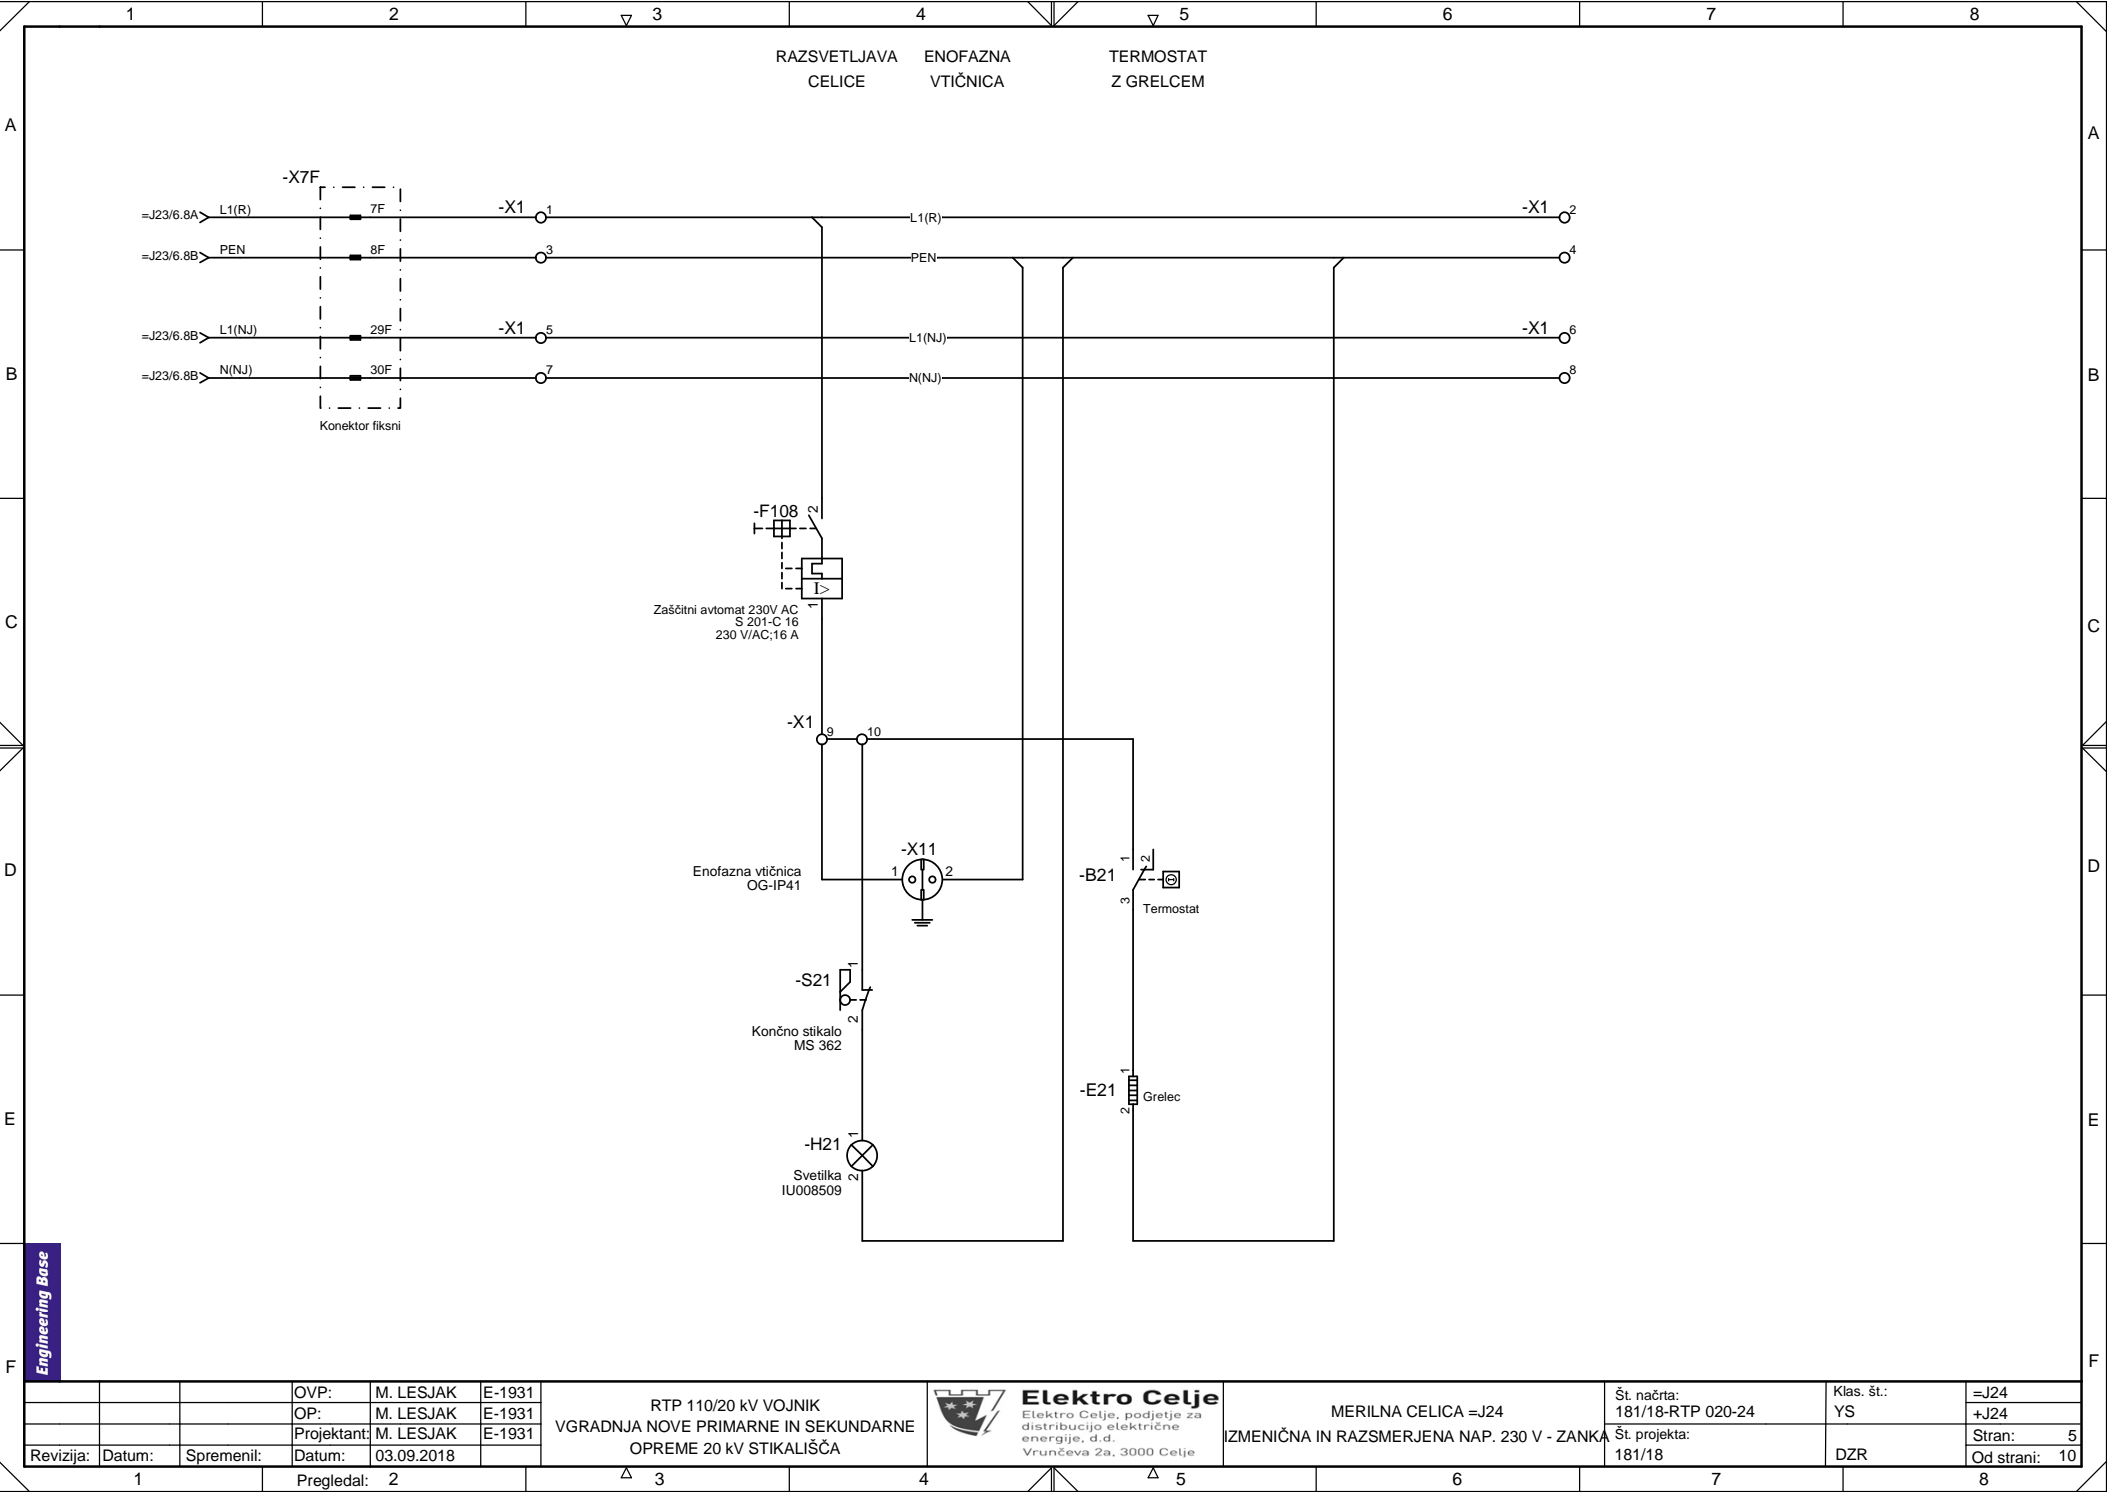 1 2 3 4 5 6 7 8
RAZSVETLJAVA ENOFAZNA TERMOSTAT
CELICE VTIČNICA Z GRELCEM
A A
-X7F
=J23/6.8A L1(R) 7F -X1 1 L1(R) -X1 2
=J23/6.8B PEN 8F 3 PEN 4
=J23/6.8B L1(NJ) 29F -X1 5 L1(NJ) -X1 6
B =J23/6.8B N(NJ) 30F 7 N(NJ) 8 B
Konektor fiksni
-F108 2
I>
Zaščitni avtomat 230V AC 1
S 201-C 16
230 V/AC;16 A
C C
-X1 9 10
-X11
Enofazna vtičnica 1 2
OG-IP41
D D
-B21 1 2
3 Termostat
-S21 1
2
Končno stikalo
MS 362
-E21 1
2 Grelec
E E
-H21 1
Svetilka 2
IU008509
Engineering Base
F F
OVP: M. LESJAK E-1931
OP: M. LESJAK E-1931
Projektant: M. LESJAK E-1931
Revizija: Datum: Spremenil: Datum: 03.09.2018
RTP 110/20 kV VOJNIK
VGRADNJA NOVE PRIMARNE IN SEKUNDARNE
OPREME 20 kV STIKALIŠČA
Elektro Celje
Elektro Celje, podjetje za
distribucijo električne
energije, d.d.
Vrunčeva 2a, 3000 Celje
MERILNA CELICA =J24
IZMENIČNA IN RAZSMERJENA NAP. 230 V - ZANKA
Št. načrta:
181/18-RTP 020-24
Št. projekta:
181/18
Klas. št.:
YS
DZR
=J24
+J24
Stran: 5
Od strani: 10
1 Pregledal: 2 3 4 5 6 7 8